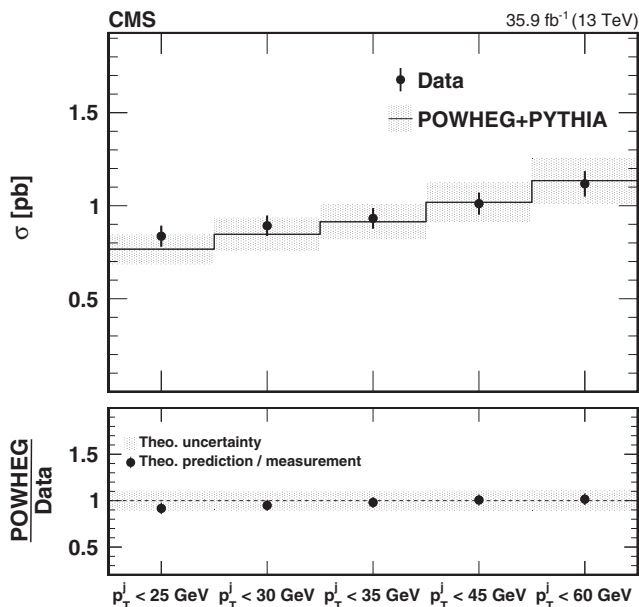 CMS 35.9 fb⁻¹ (13 TeV)
Data
POWHEG+PYTHIA
σ [pb]
1.5
1
0.5
Theo. uncertainty
Theo. prediction / measurement
POWHEG
Data
1.5
1
0.5
p_T^j < 25 GeV p_T^j < 30 GeV p_T^j < 35 GeV p_T^j < 45 GeV p_T^j < 60 GeV